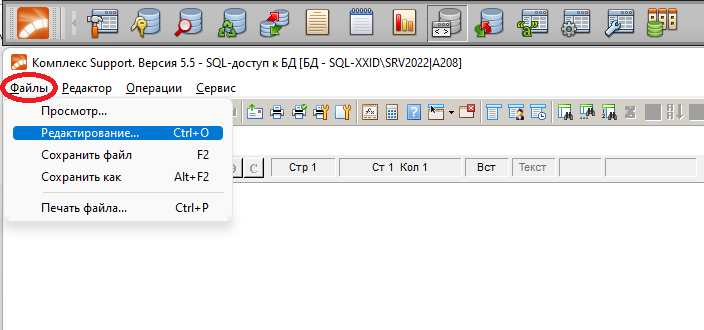 Комплекс Support. Версия 5.5 - SQL-доступ к БД [БД - SQL-XXID\SRV2022|A208]
Файлы Редактор Операции Сервис
Просмотр...
Редактирование... Ctrl+O
Сохранить файл F2
Сохранить как Alt+F2
Печать файла... Ctrl+P
С Стр 1 Ст 1 Кол 1 Вст Текст